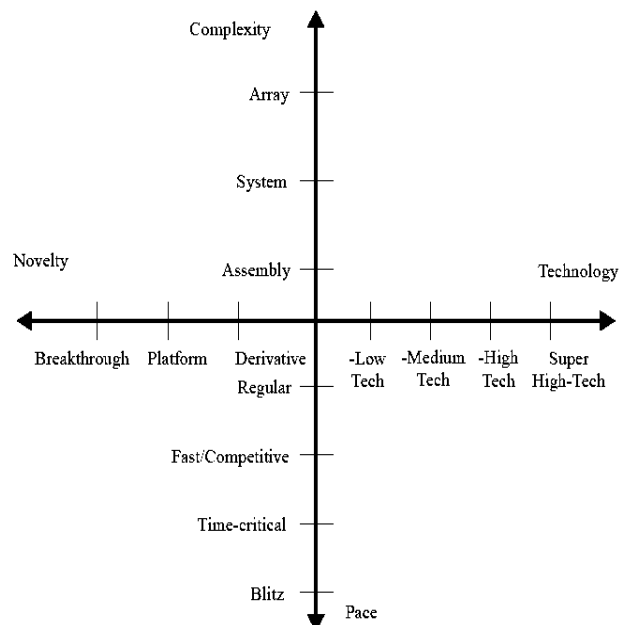 Complexity
Array
System
Novelty
Assembly
Technology
Breakthrough
Platform
Derivative
-Low
Tech
-Medium
Tech
-High
Tech
Super
High-Tech
Regular
Fast/Competitive
Time-critical
Blitz
Pace